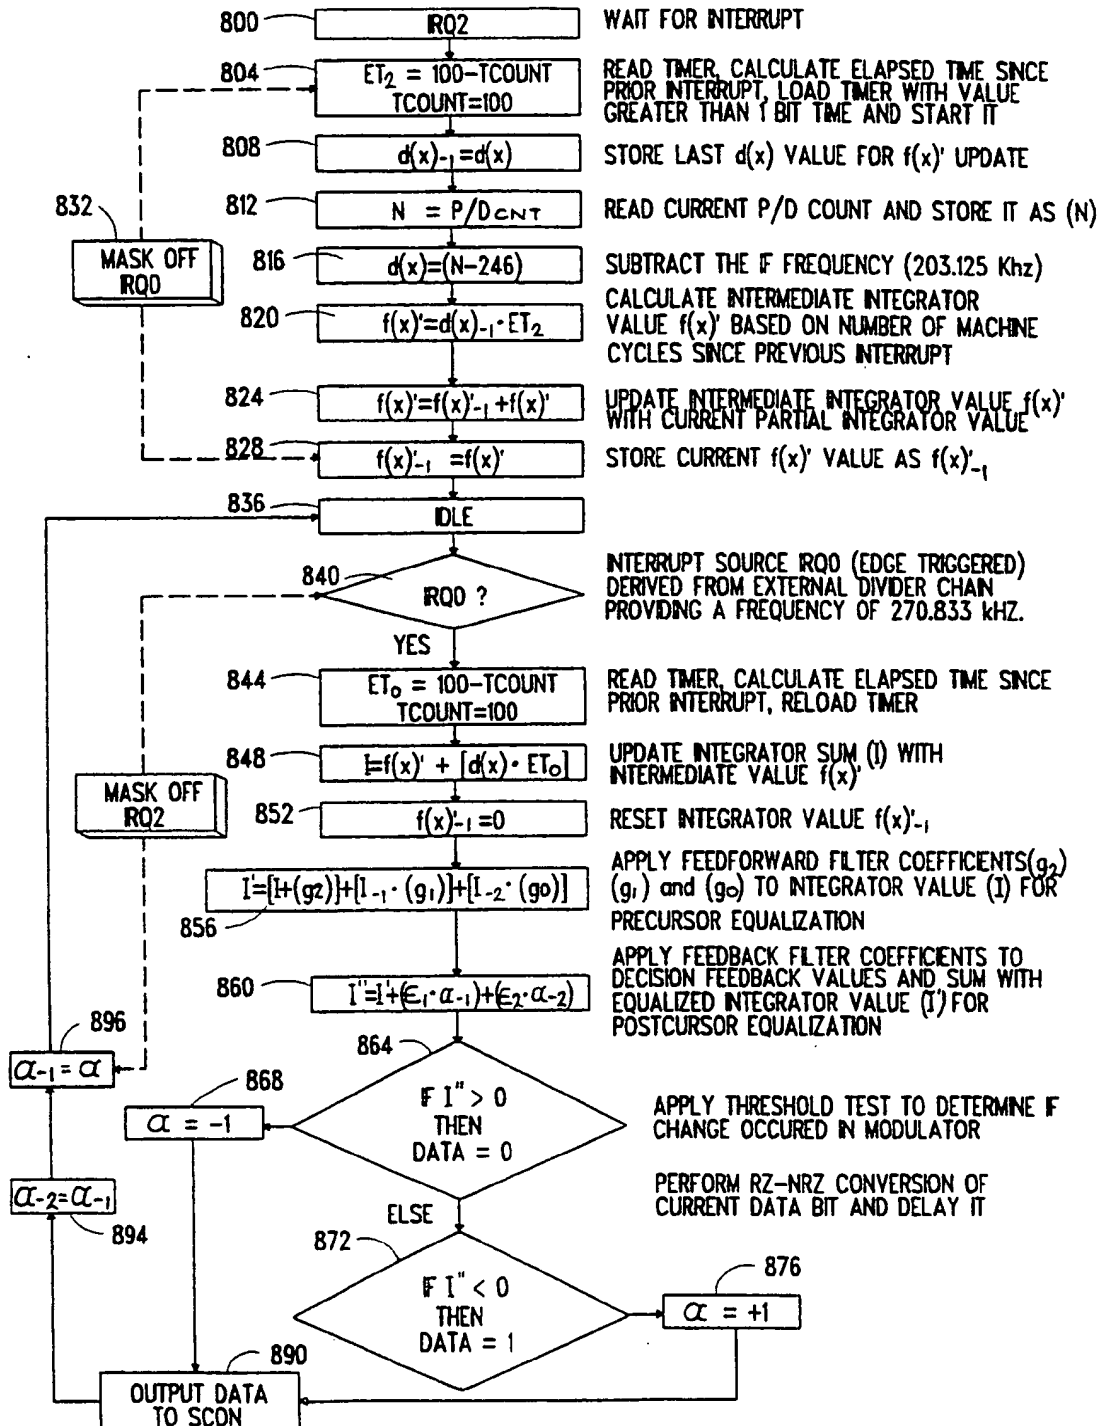 800
IRQ2
WAIT FOR INTERRUPT
804
ET₂ = 100-TCOUNT
TCOUNT=100
READ TIMER, CALCULATE ELAPSED TIME SINCE
PRIOR INTERRUPT, LOAD TIMER WITH VALUE
GREATER THAN 1 BIT TIME AND START IT
808
d(x)₋₁=d(x)
STORE LAST d(x) VALUE FOR f(x)' UPDATE
832
MASK OFF
IRQ0
812
N = P/D CNT
READ CURRENT P/D COUNT AND STORE IT AS (N)
816
d(x)=(N-246)
SUBTRACT THE IF FREQUENCY (203.125 Khz)
820
f(x)'=d(x)₋₁·ET₂
CALCULATE INTERMEDIATE INTEGRATOR
VALUE f(x)' BASED ON NUMBER OF MACHINE
CYCLES SINCE PREVIOUS INTERRUPT
824
f(x)'=f(x)'₋₁+f(x)'
UPDATE INTERMEDIATE INTEGRATOR VALUE f(x)'
WITH CURRENT PARTIAL INTEGRATOR VALUE
828
f(x)'₋₁ =f(x)'
STORE CURRENT f(x)' VALUE AS f(x)'₋₁
836
IDLE
840
IRQ0 ?
INTERRUPT SOURCE IRQ0 (EDGE TRIGGERED)
DERIVED FROM EXTERNAL DIVIDER CHAIN
PROVIDING A FREQUENCY OF 270.833 kHZ.
YES
844
ET₀ = 100-TCOUNT
TCOUNT=100
READ TIMER, CALCULATE ELAPSED TIME SINCE
PRIOR INTERRUPT, RELOAD TIMER
848
I=f(x)' + [d(x)·ET₀]
UPDATE INTEGRATOR SUM (I) WITH
INTERMEDIATE VALUE f(x)'
MASK OFF
IRQ2
852
f(x)'₋₁=0
RESET INTEGRATOR VALUE f(x)'₋₁
I'=[I+(g2)]+[I₋₁·(g₁)]+[I₋₂·(g0)]
856
APPLY FEEDFORWARD FILTER COEFFICIENTS(g₂)
(g₁) and (g₀) TO INTEGRATOR VALUE (I) FOR
PRECURSOR EQUALIZATION
860
I''=I'+(ϵ₁·α₋₁)+(ϵ₂·α₋₂)
APPLY FEEDBACK FILTER COEFFICIENTS TO
DECISION FEEDBACK VALUES AND SUM WITH
EQUALIZED INTEGRATOR VALUE (I') FOR
POSTCURSOR EQUALIZATION
896
α₋₁ = α
864
IF I'' > 0
THEN
DATA = 0
868
α = -1
APPLY THRESHOLD TEST TO DETERMINE IF
CHANGE OCCURED IN MODULATOR
α₋₂=α₋₁
894
PERFORM RZ-NRZ CONVERSION OF
CURRENT DATA BIT AND DELAY IT
ELSE
872
IF I'' < 0
THEN
DATA = 1
876
α = +1
890
OUTPUT DATA
TO SCON